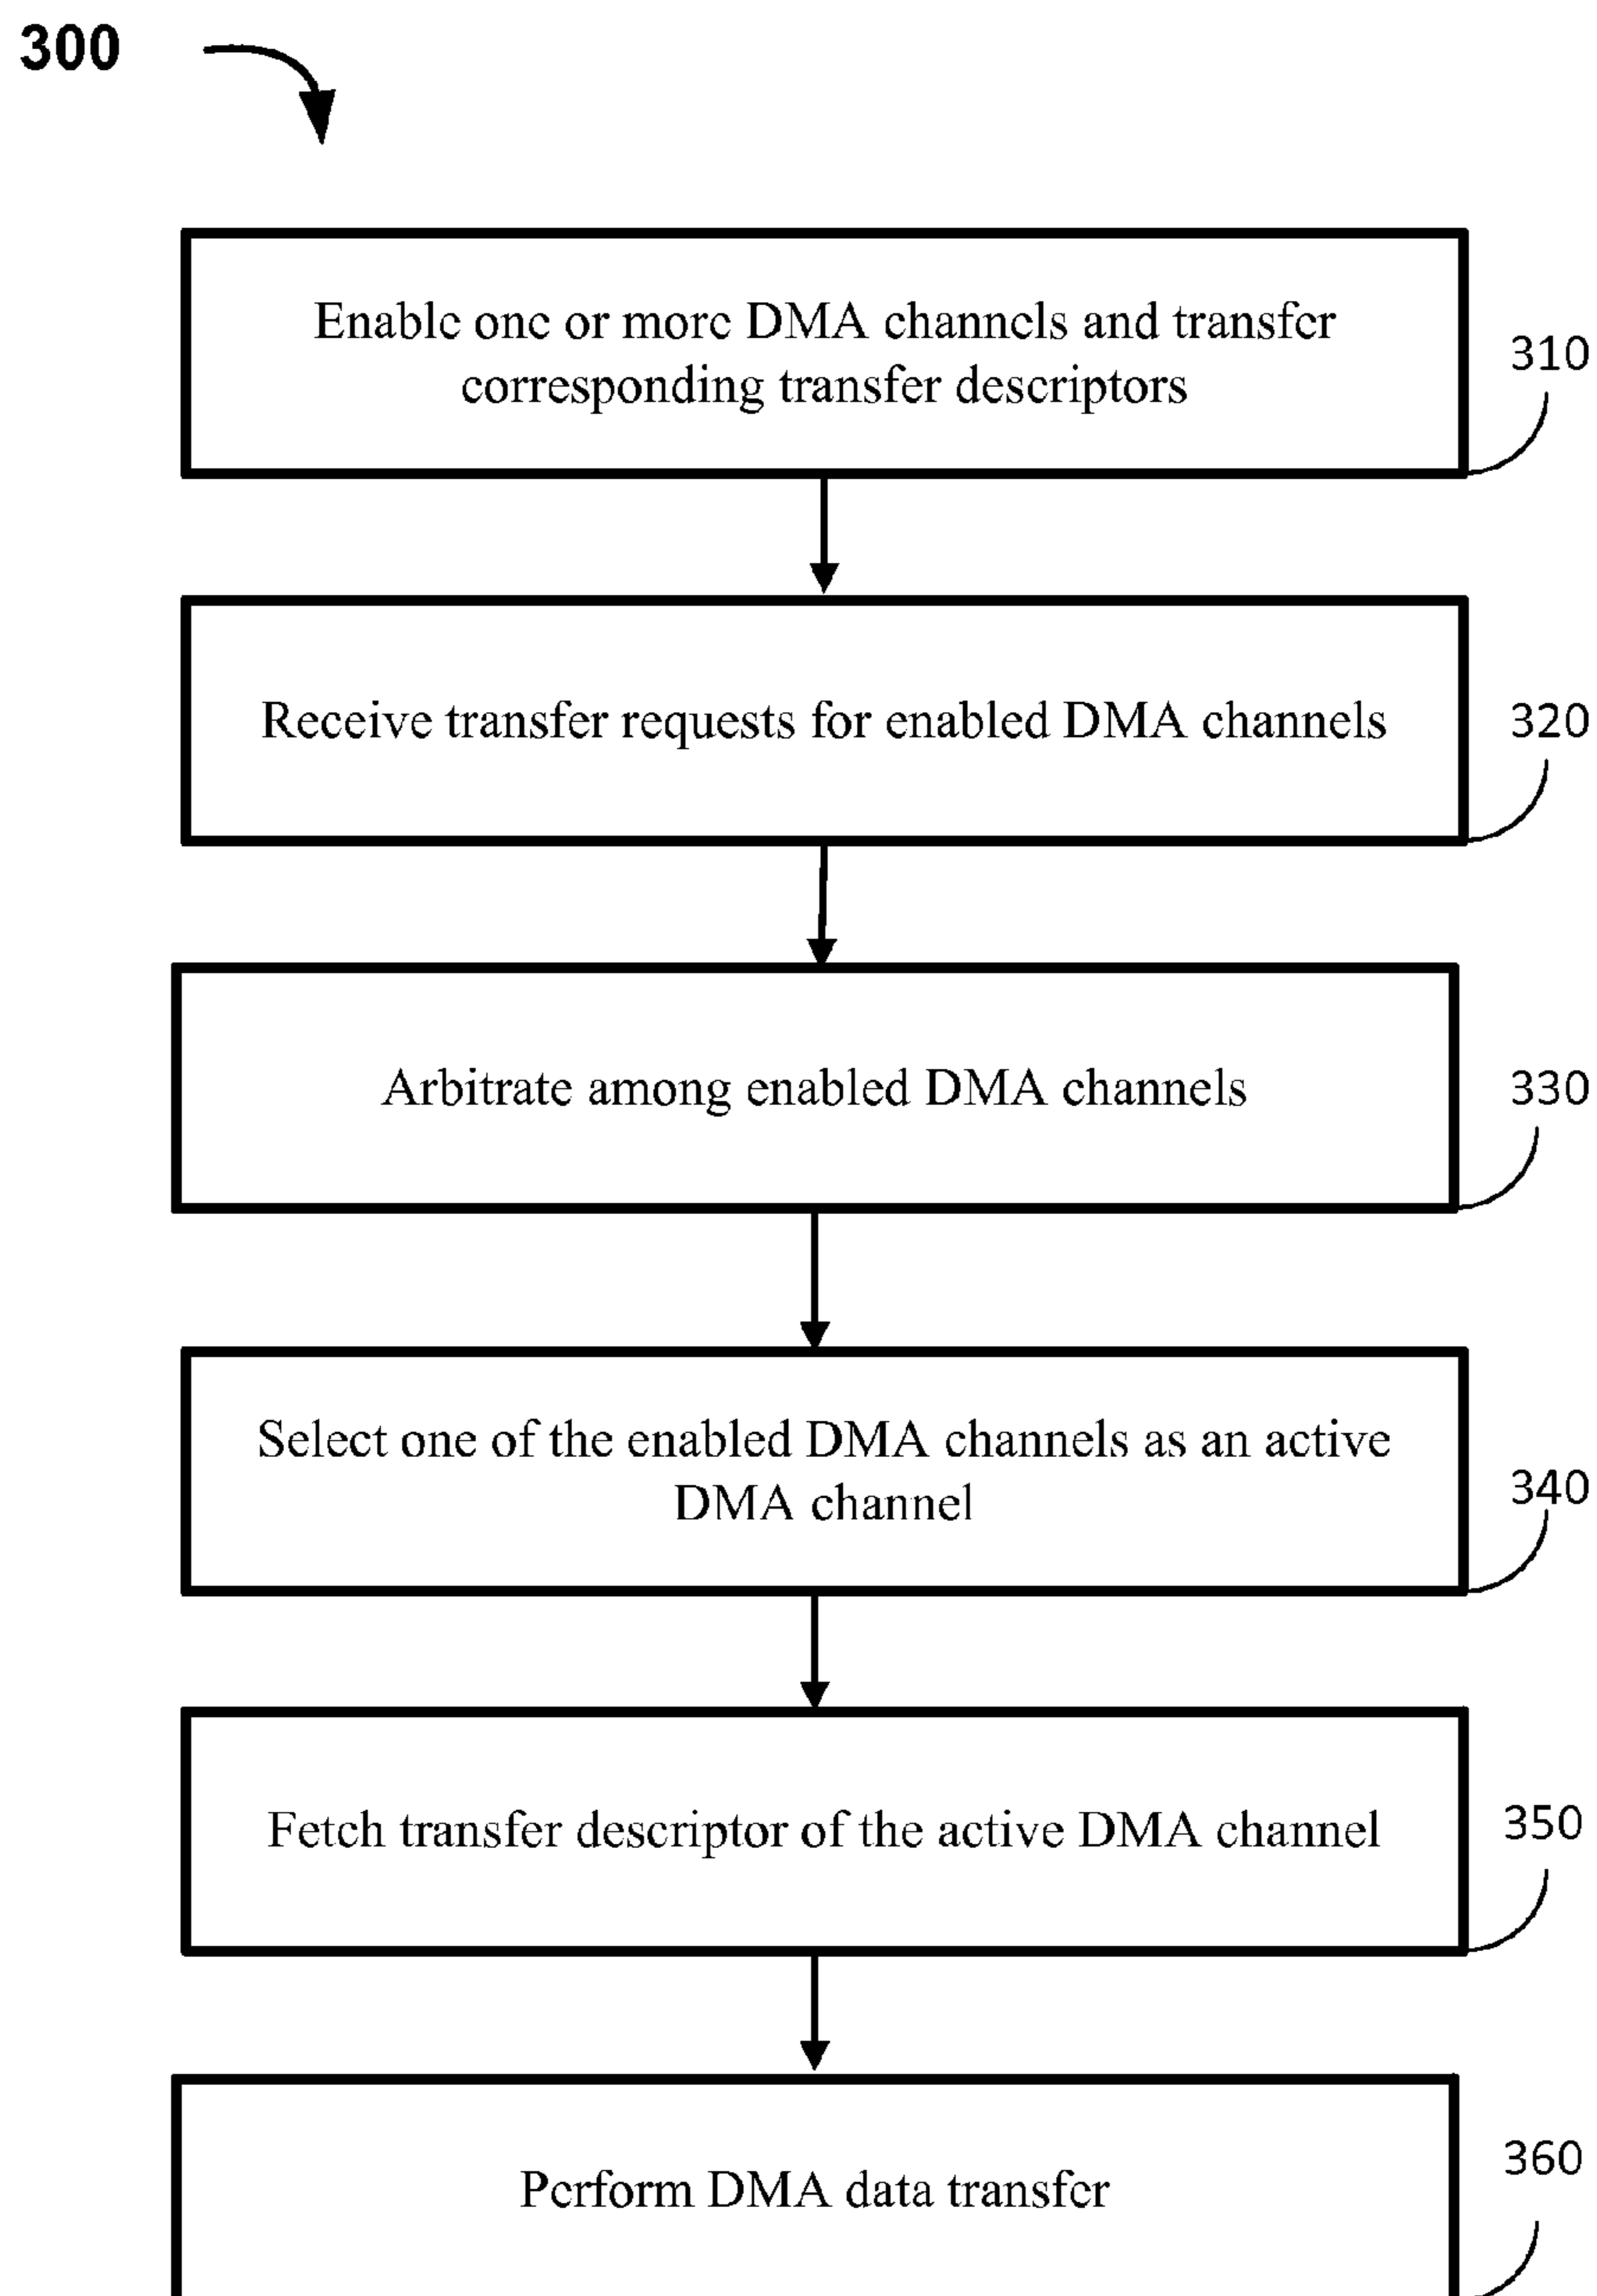 300
Enable one or more DMA channels and transfer
corresponding transfer descriptors
310
Receive transfer requests for enabled DMA channels
320
Arbitrate among enabled DMA channels
330
Select one of the enabled DMA channels as an active
DMA channel
340
Fetch transfer descriptor of the active DMA channel
350
Perform DMA data transfer
360